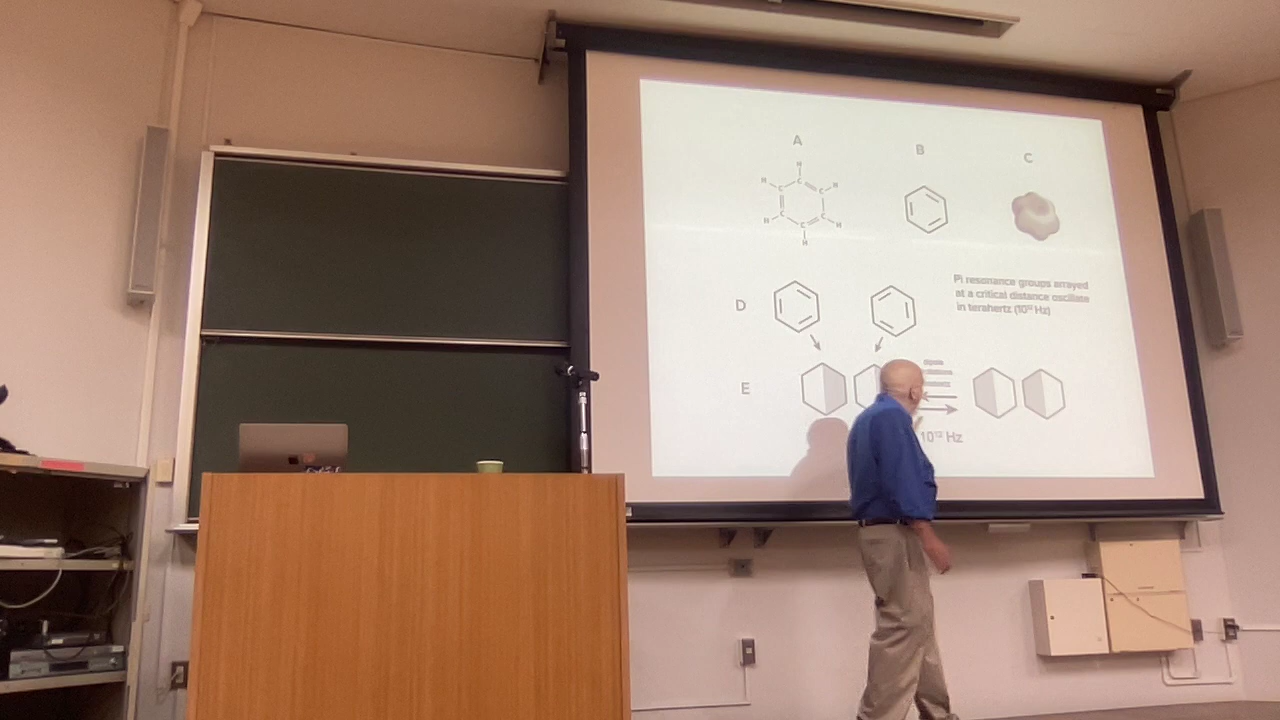 A
B
C
H
H
C
H
C
C
C
C
H
C
H
H
Pi resonance groups arrayed
at a critical distance oscillate
in terahertz (10¹² Hz)
D
E
10¹² Hz